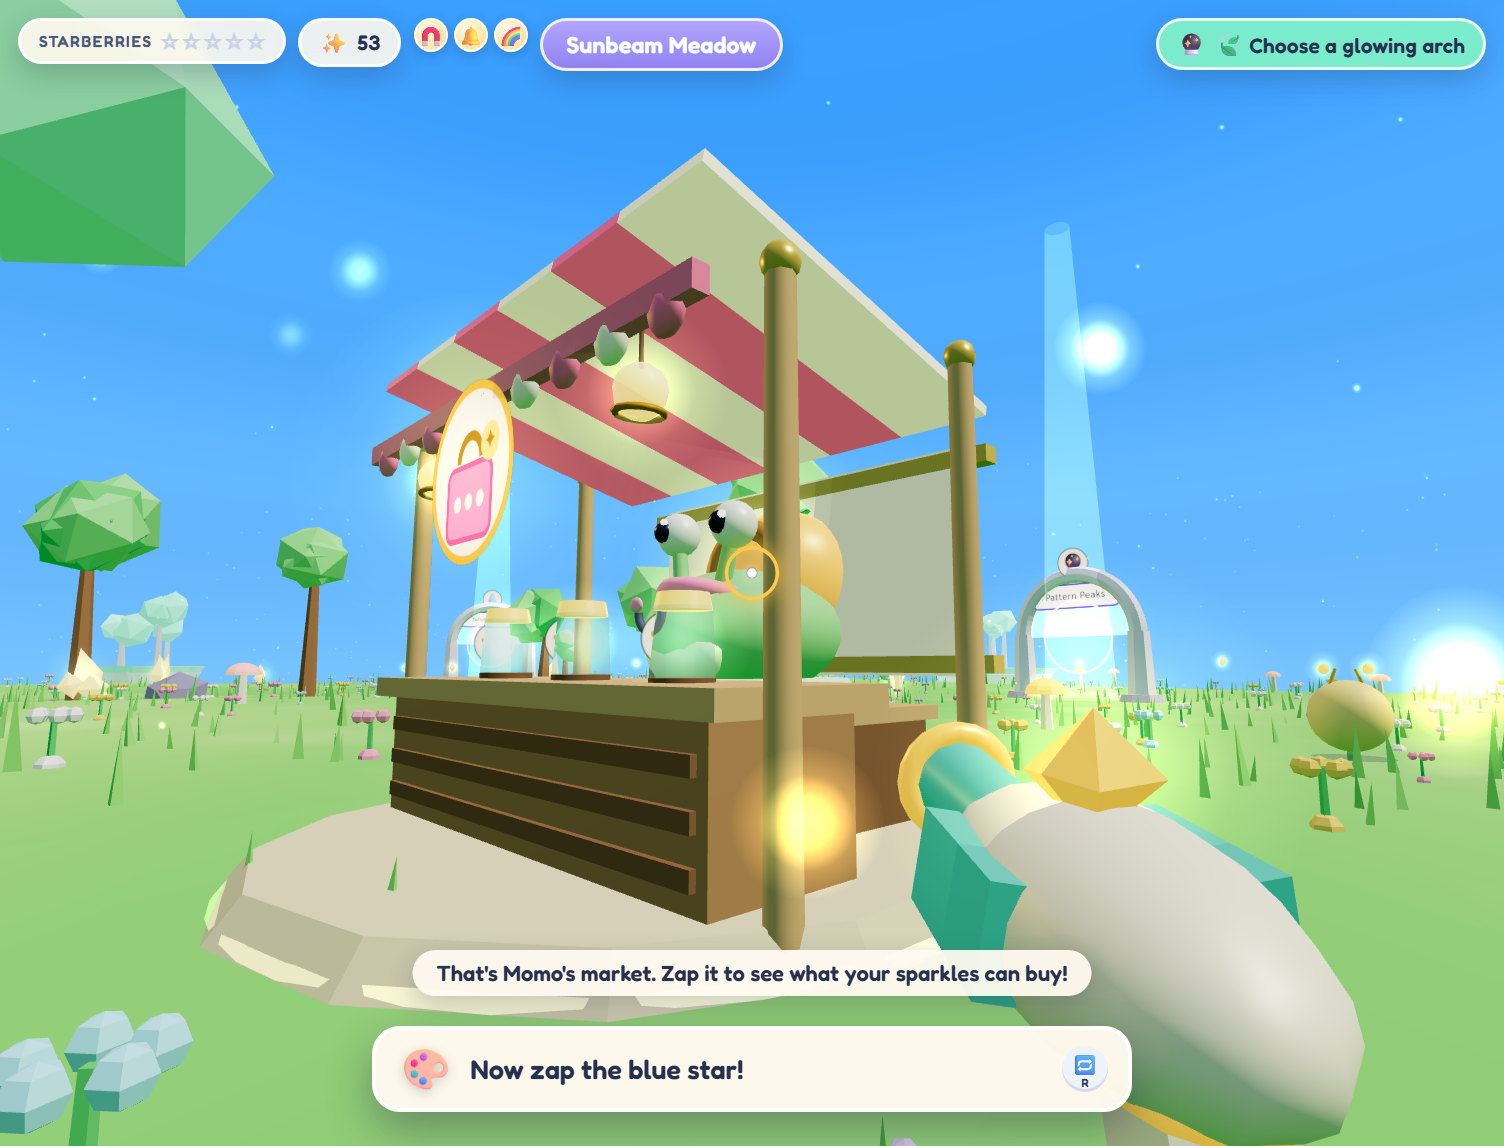 STARBERRIES
53
Sunbeam Meadow
Choose a glowing arch
Pattern Peaks
That's Momo's market. Zap it to see what your sparkles can buy!
Now zap the blue star!
R